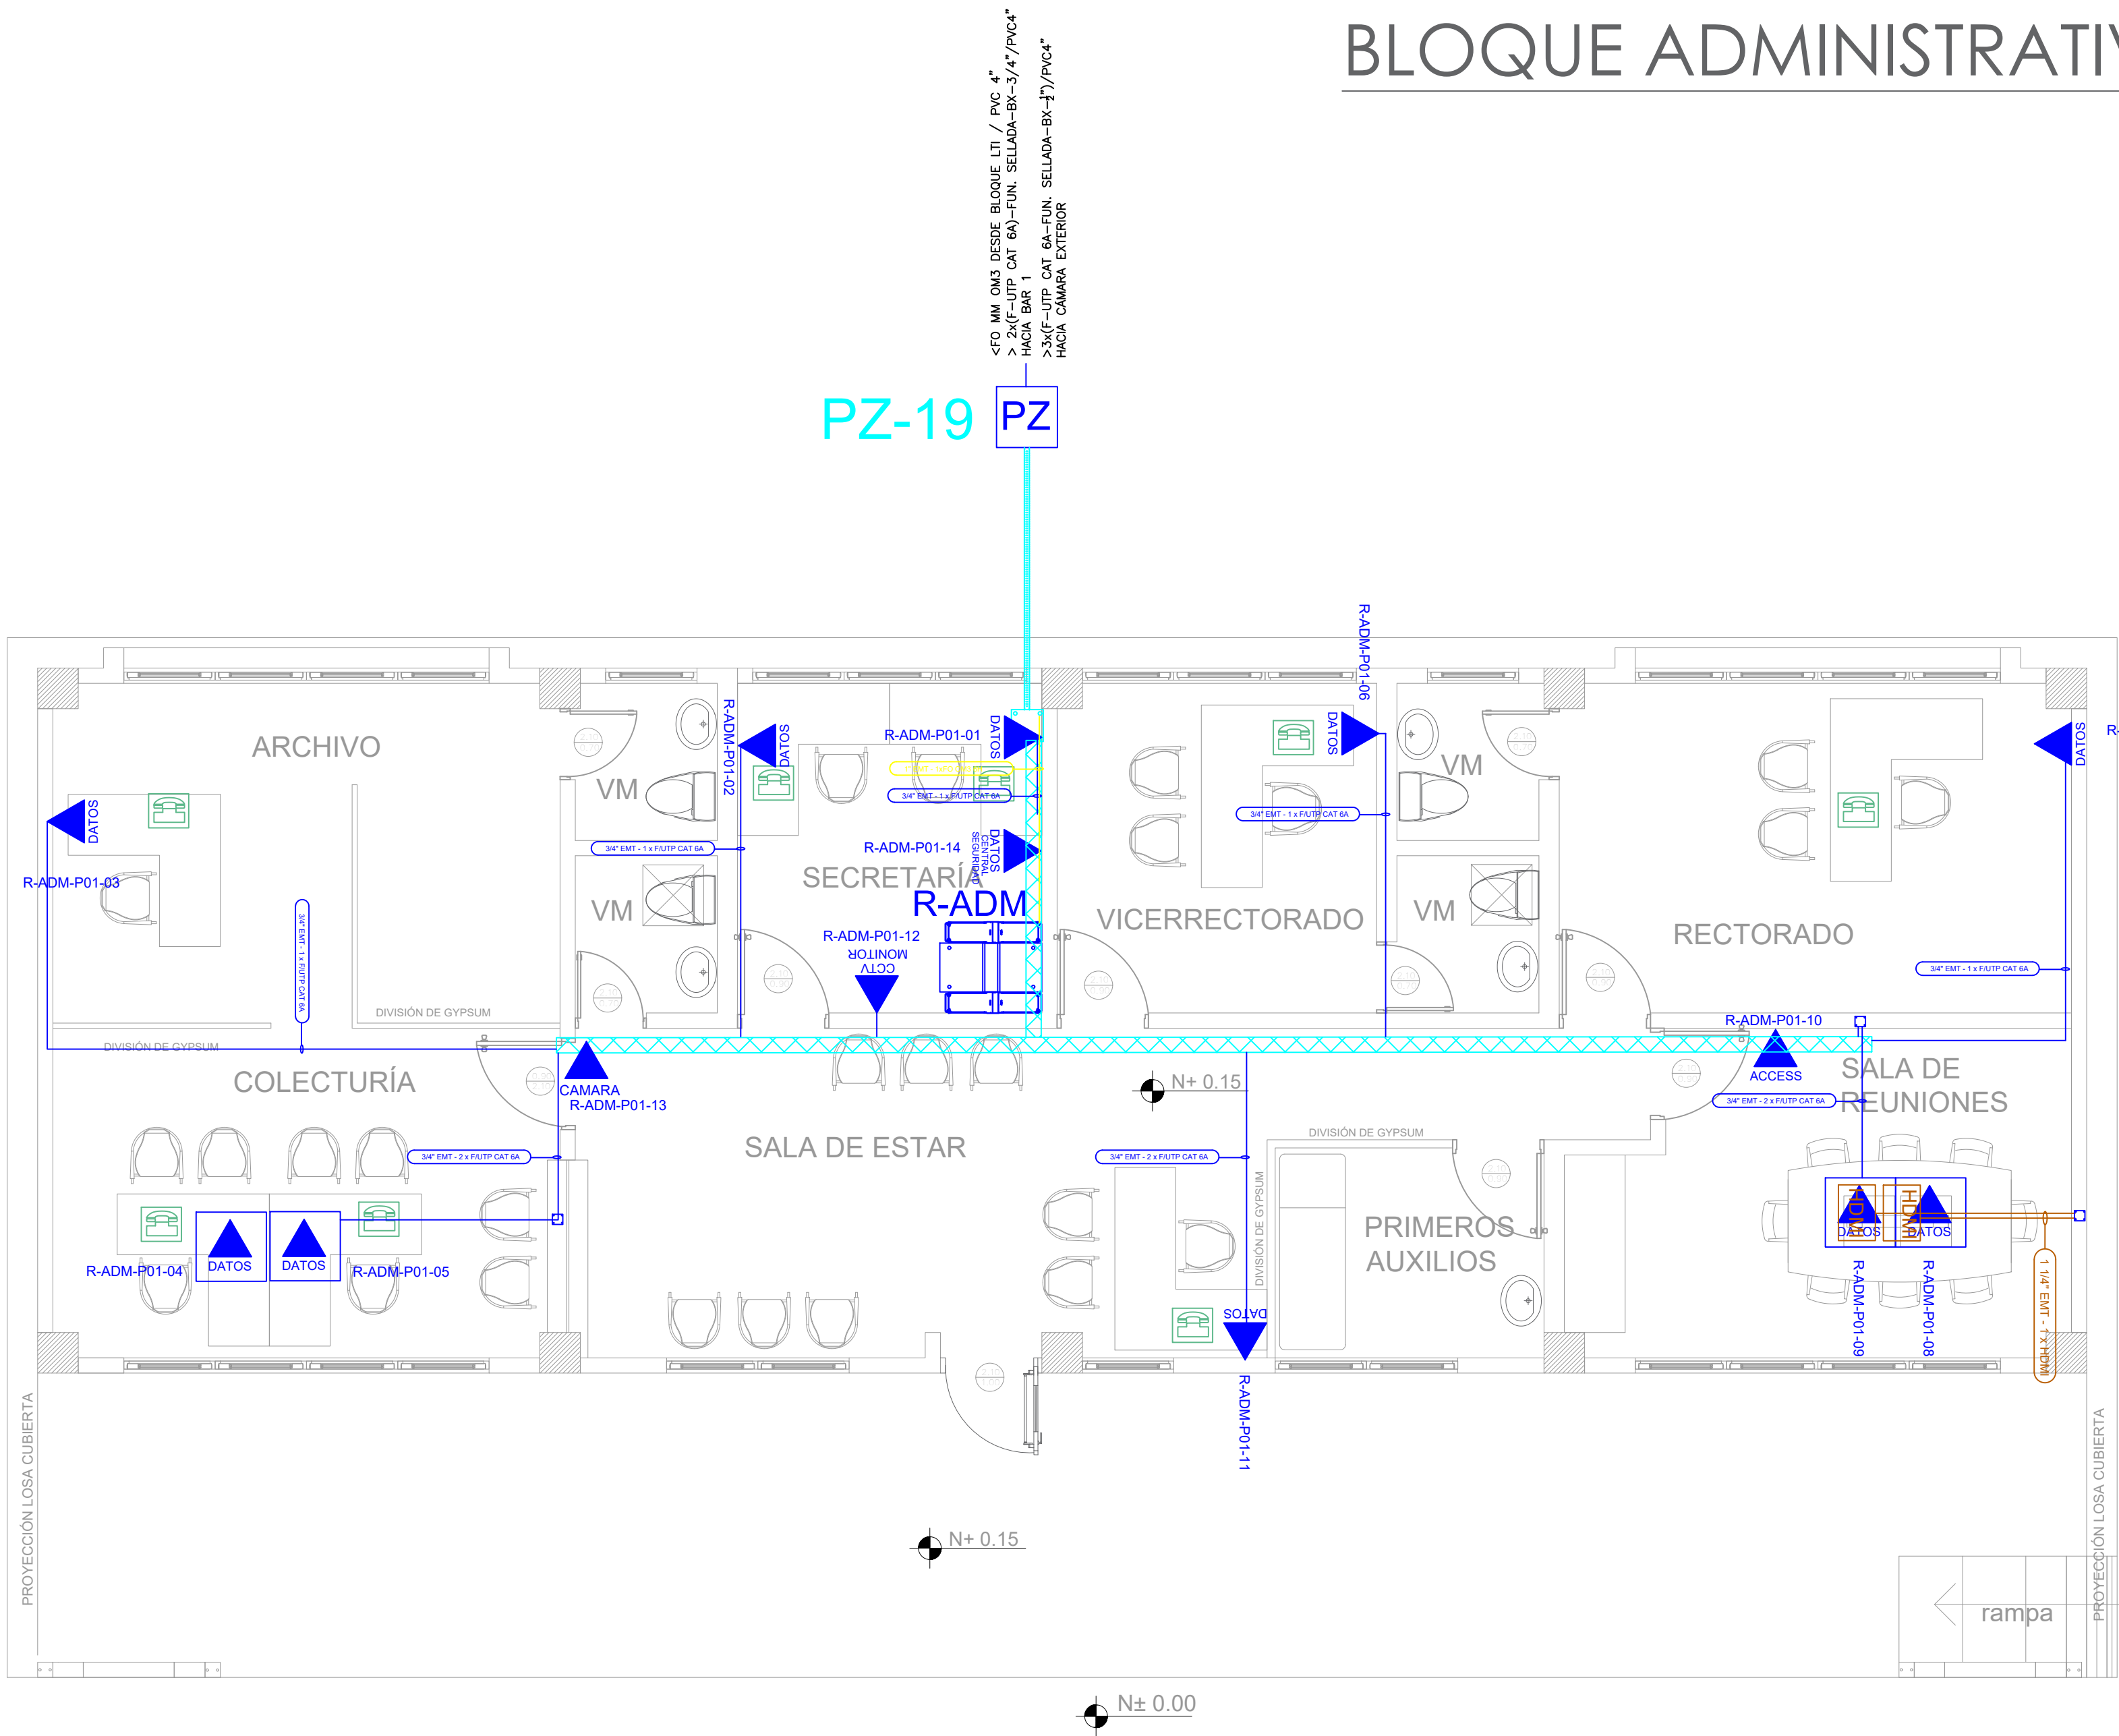 BLOQUE ADMINISTRATIV
<FO MM OM3 DESDE BLOQUE LTI / PVC 4"
> 2x(F-UTP CAT 6A)-FUN. SELLADA-BX-3/4"/PVC4"
HACIA BAR 1
>3x(F-UTP CAT 6A-FUN. SELLADA-BX-1/2")/PVC4"
HACIA CÁMARA EXTERIOR
PZ-19
PZ
R-ADM-P01-06
ARCHIVO
R-ADM-P01-02
DATOS
VM
R-ADM-P01-01
DATOS
3/4" EMT - 1 x F/UTP CAT 6A
DATOS
3/4" EMT - 1 x F/UTP CAT 6A
VM
DATOS
R-
DATOS
R-ADM-P01-03
3/4" EMT - 1 x F/UTP CAT 6A
3/4" EMT - 1 x F/UTP CAT 6A
R-ADM-P01-14
DATOS
CENTRAL
SEGURIDAD
SECRETARÍA
R-ADM
VM
VICERRECTORADO
VM
RECTORADO
R-ADM-P01-12
MONITOR
CCTV
3/4" EMT - 1 x F/UTP CAT 6A
DIVISIÓN DE GYPSUM
DIVISIÓN DE GYPSUM
R-ADM-P01-10
COLECTURÍA
CAMARA
R-ADM-P01-13
N+ 0.15
ACCESS
SALA DE
REUNIONES
3/4" EMT - 2 x F/UTP CAT 6A
SALA DE ESTAR
DIVISIÓN DE GYPSUM
3/4" EMT - 2 x F/UTP CAT 6A
3/4" EMT - 2 x F/UTP CAT 6A
DIVISIÓN DE GYPSUM
PRIMEROS
AUXILIOS
HDMI
HDMI
DATOS
DATOS
R-ADM-P01-04
DATOS
DATOS
R-ADM-P01-05
R-ADM-P01-09
R-ADM-P01-08
1 1/4" EMT - 1 x HDMI
DATOS
R-ADM-P01-11
PROYECCIÓN LOSA CUBIERTA
PROYECCIÓN LOSA CUBIERTA
N+ 0.15
rampa
N± 0.00